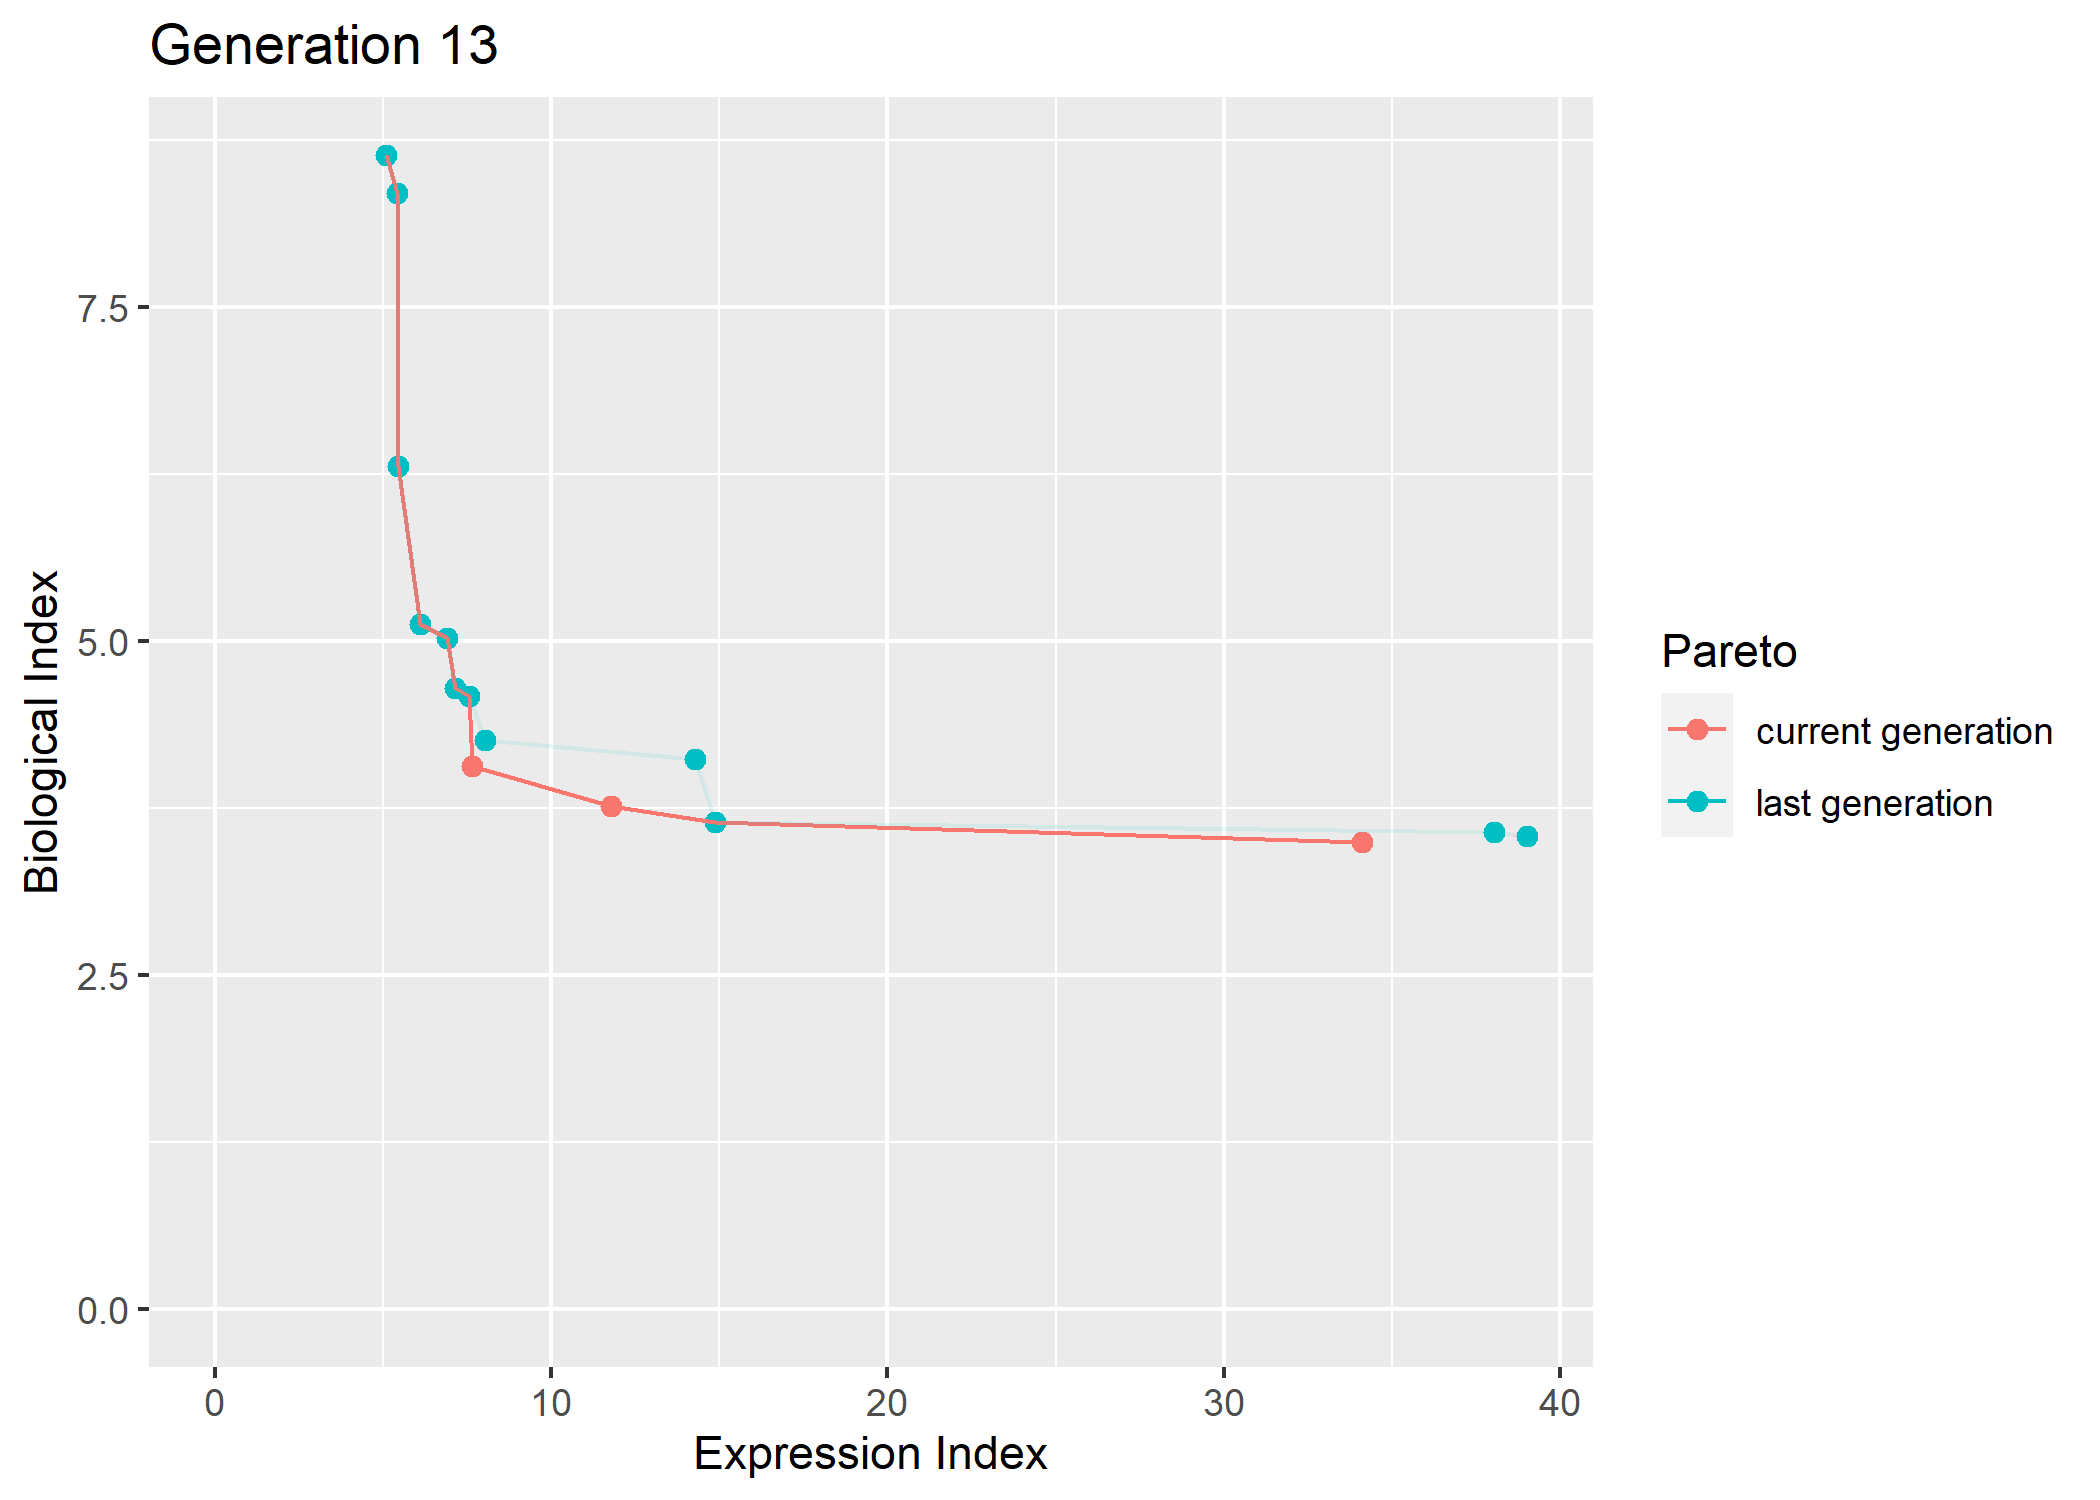 Generation 13
Biological Index
7.5
5.0
2.5
0.0
0
10
20
30
40
Expression Index
Pareto
current generation
last generation